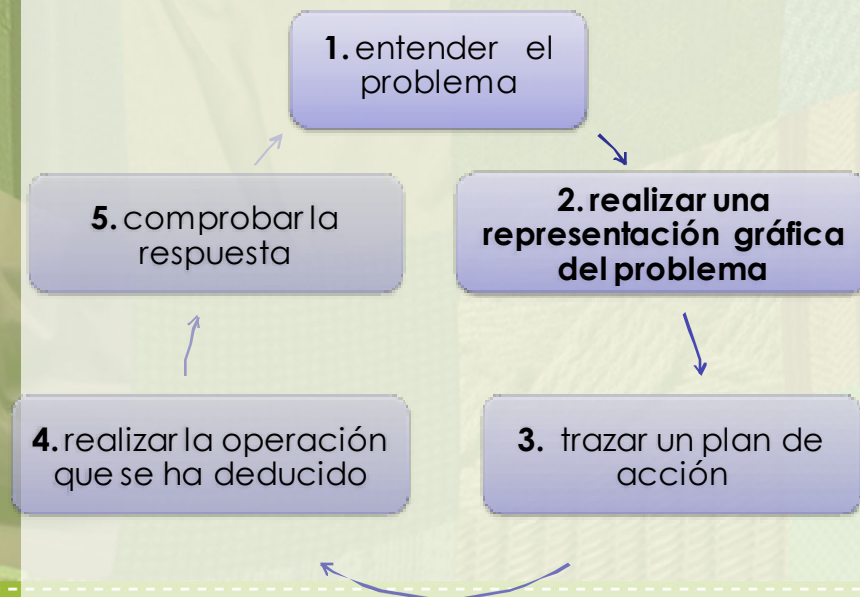 1. entender el
problema
2. realizar una
representación gráfica
del problema
3. trazar un plan de
acción
4. realizar la operación
que se ha deducido
5. comprobar la
respuesta